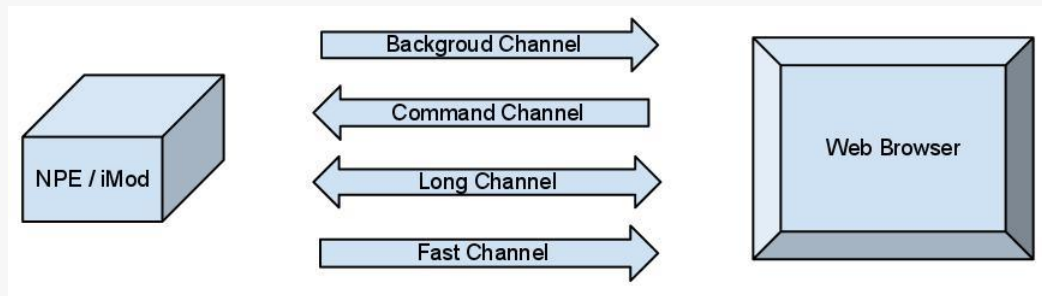 Backgroud Channel
Command Channel
NPE / iMod
Long Channel
Web Browser
Fast Channel